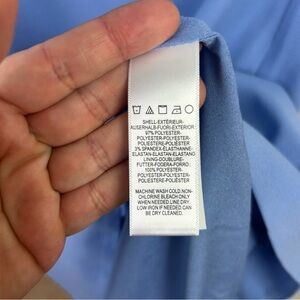 SHELL-EXTÉRIEUR-
AUSERHALB-FUORI-EXTERIOR
97% POLYESTER-
POLYESTER-POLYESTER-
POLIESTERE-POLIÉSTER
3% SPANDEX-ÉLASTHANNE-
ELASTAN-ELASTAN-ELASTANO
LINING-DOUBLURE-
FUTTER-FODERA-FORRO
100% POLYESTER-
POLYESTER-POLYESTER-
POLIESTERE-POLIÉSTER
MACHINE WASH COLD.NON-
CHLORINE BLEACH ONLY
WHEN NEEDED.LINE DRY.
LOW IRON IF NEEDED. CAN
BE DRY CLEANED.